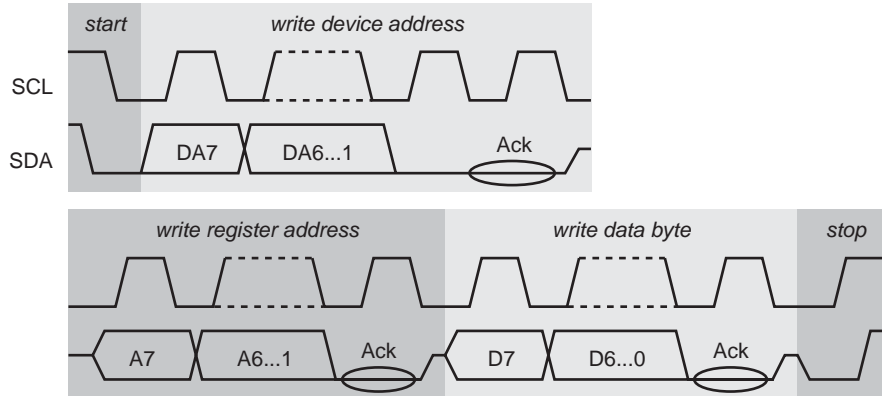 start write device address
SCL
SDA DA7 DA6...1 Ack
write register address write data byte stop
A7 A6...1 Ack D7 D6...0 Ack